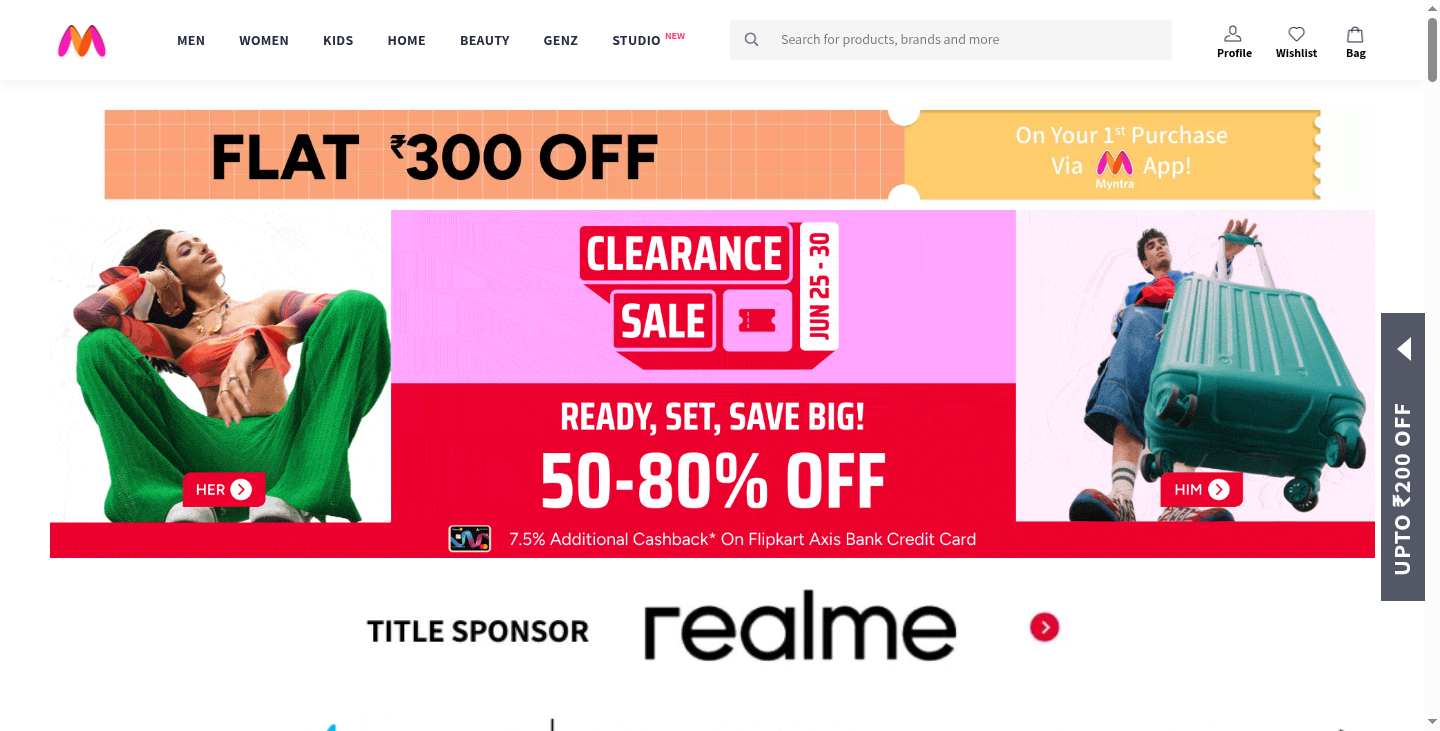 MEN WOMEN KIDS HOME BEAUTY GENZ STUDIO NEW
Search for products, brands and more
Profile Wishlist Bag
FLAT ₹300 OFF
On Your 1st Purchase
Via Myntra App!
CLEARANCE
SALE
JUN 25 - 30
READY, SET, SAVE BIG!
50-80% OFF
HER
HIM
7.5% Additional Cashback* On Flipkart Axis Bank Credit Card
UPTO ₹200 OFF
TITLE SPONSOR realme